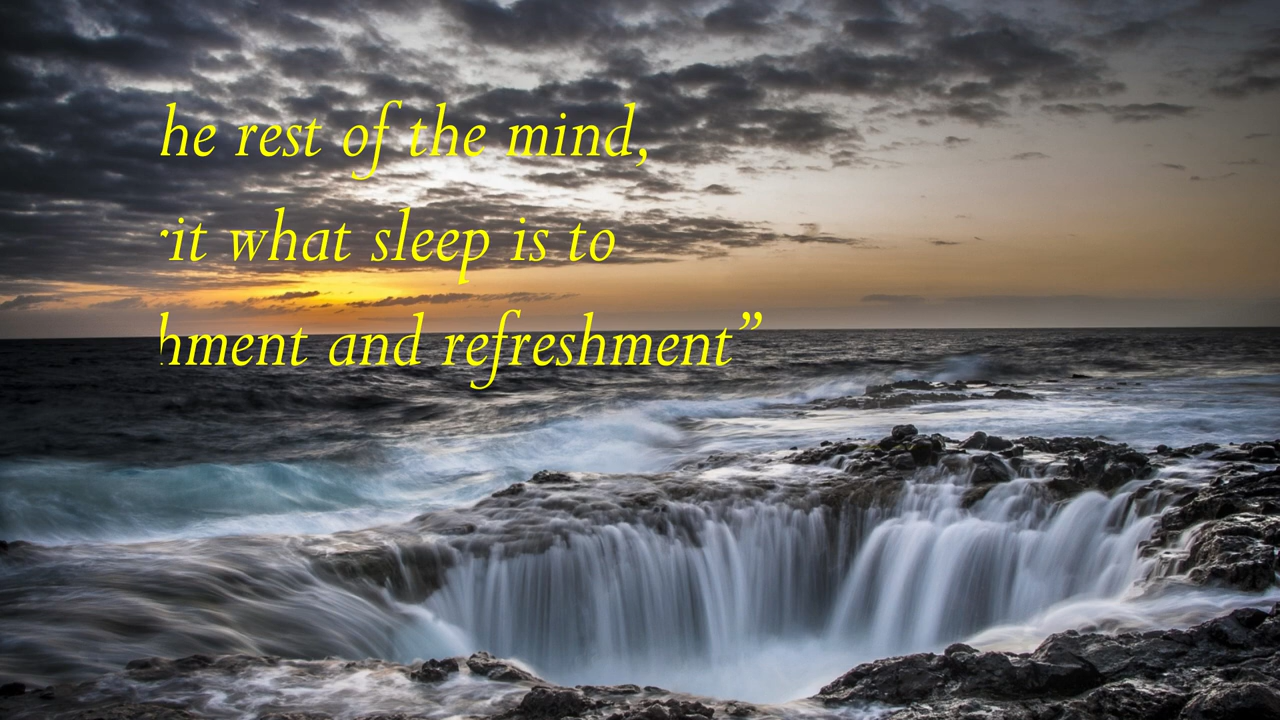 he rest of the mind,
it what sleep is to
hment and refreshment”